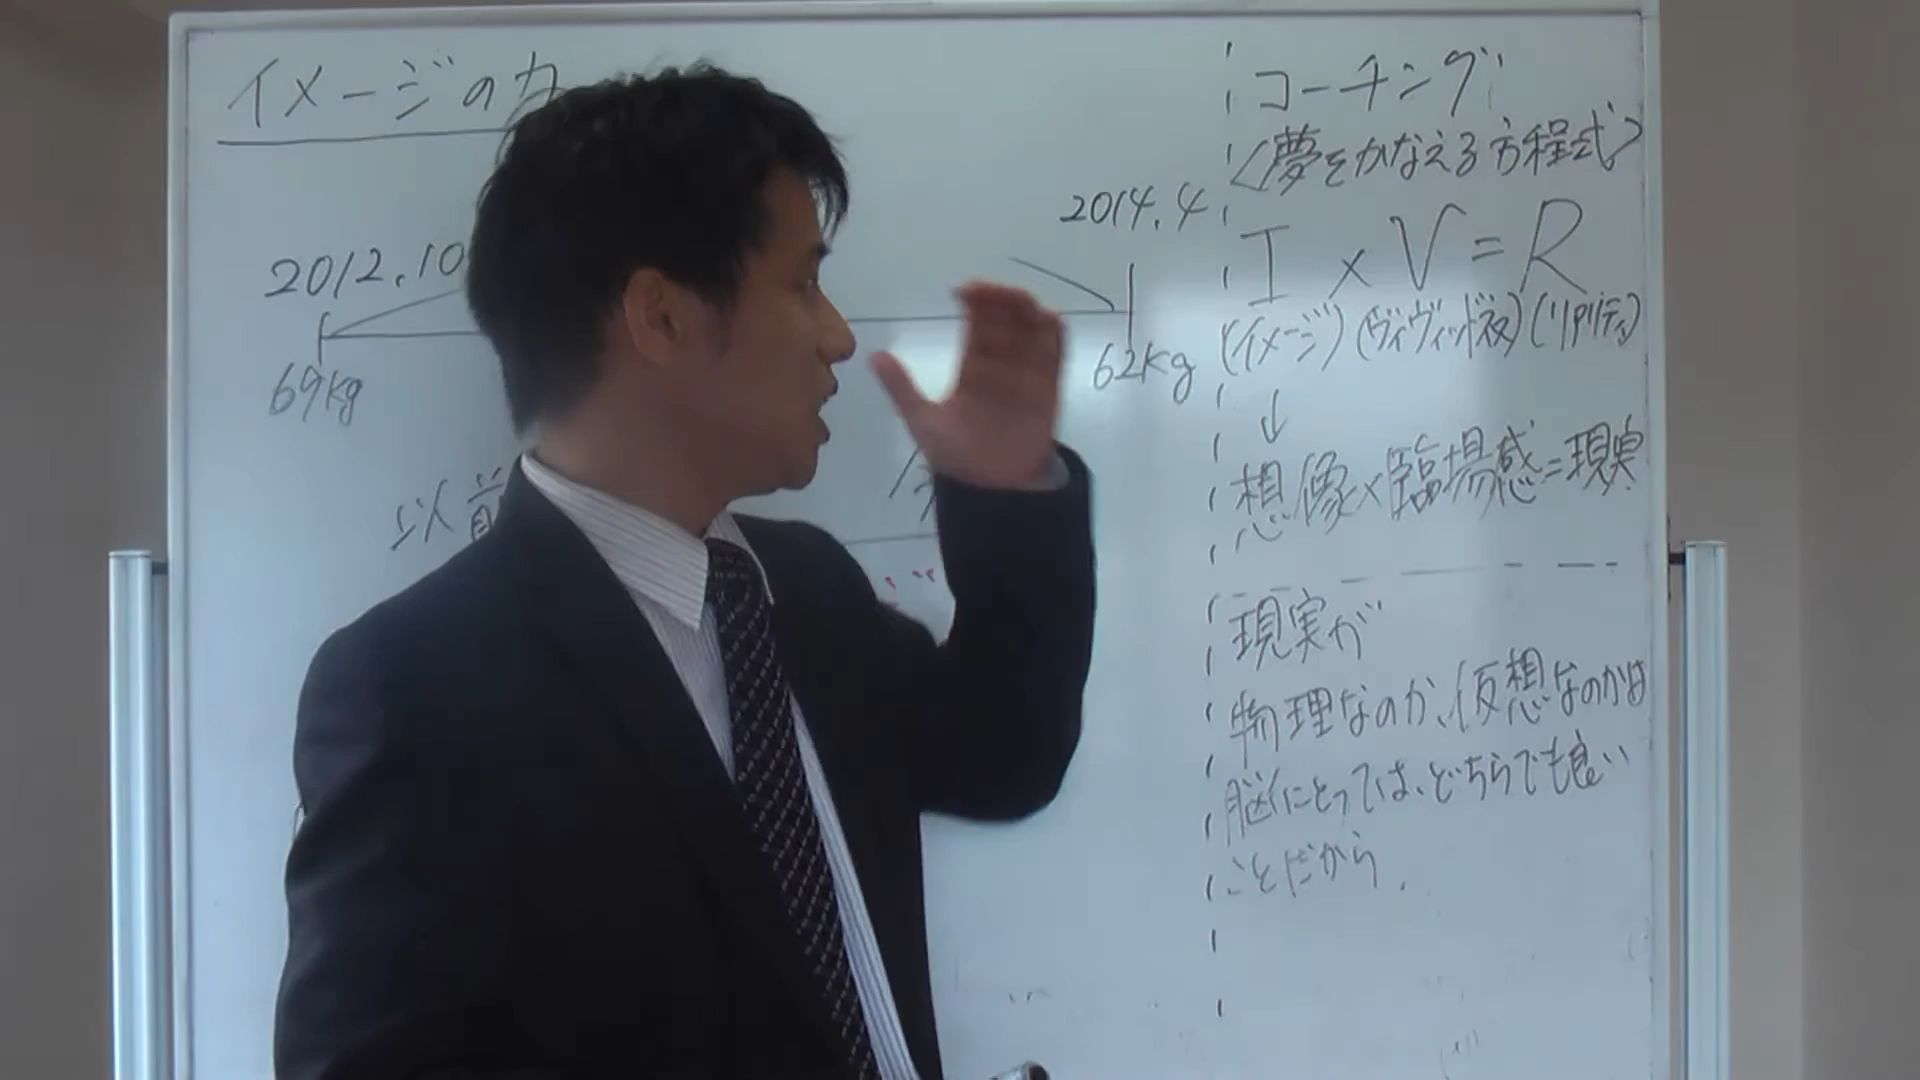 イメージの力
2012.10
2014.4
69kg
62kg
以前
コーチング
<夢をかなえる方程式>
I × V = R
(イメージ) (ヴィヴィッドネス) (リアリティ)
↓
想像×臨場感=現実
現実が
物理なのか、仮想なのかは
脳にとっては、どちらでも良い
ことだから.